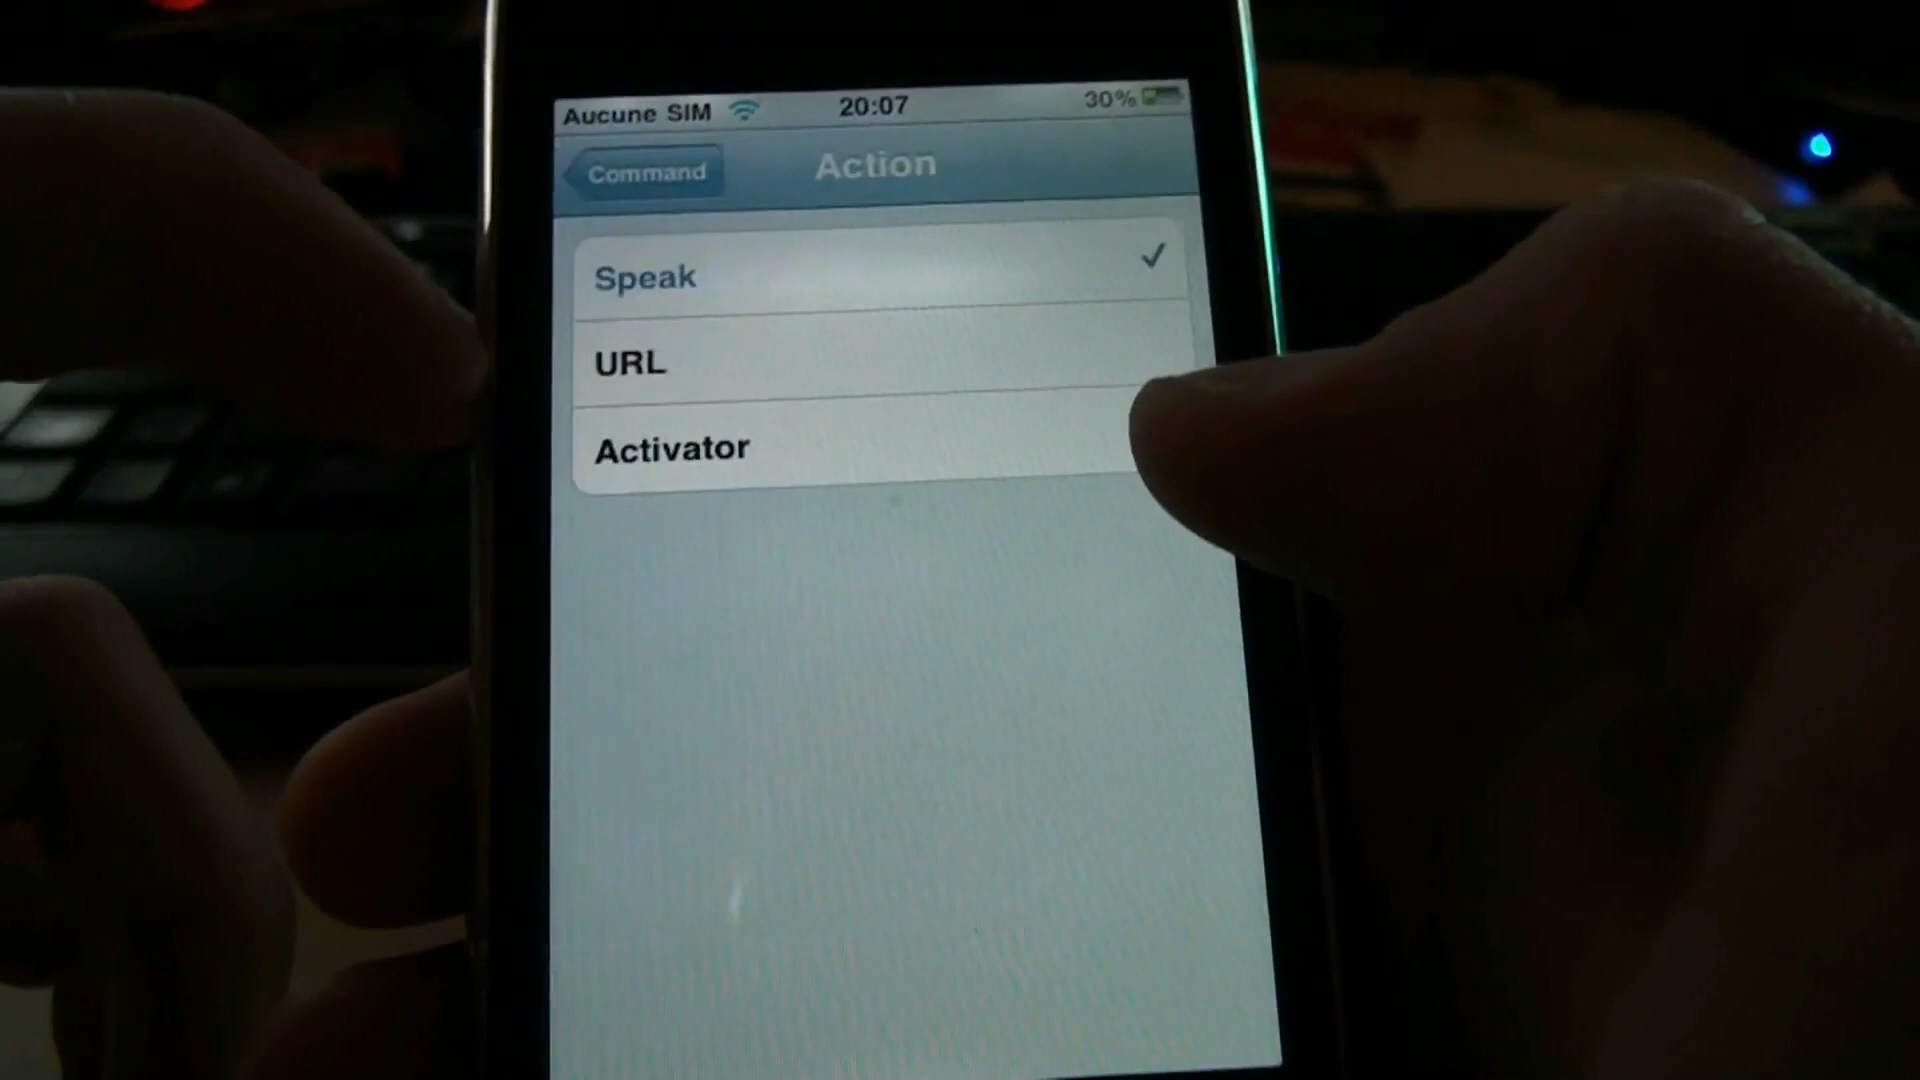 Aucune SIM 20:07 30%
Command Action
Speak
URL
Activator